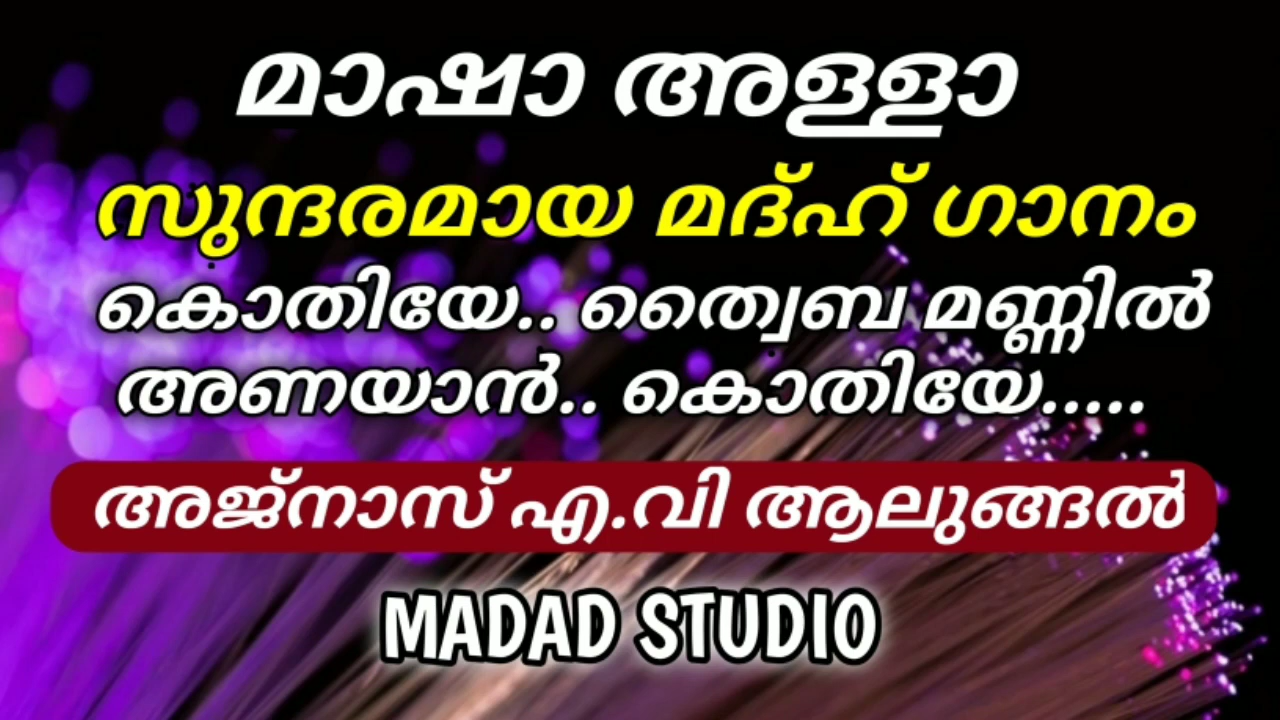 മാഷാ അള്ളാ
സുന്ദരമായ മദ്ഹ് ഗാനം
കൊതിയേ.. ത്വൈബ മണ്ണിൽ
അണയാൻ.. കൊതിയേ.....
അജ്നാസ് എ.വി ആലുങ്ങൽ
MADAD STUDIO